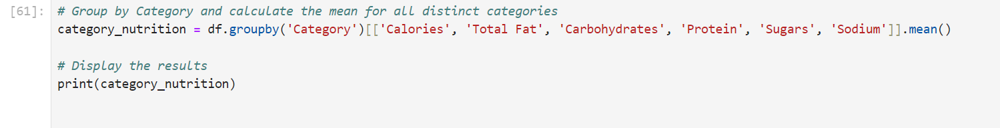 [61]: # Group by Category and calculate the mean for all distinct categories
category_nutrition = df.groupby('Category')[['Calories', 'Total Fat', 'Carbohydrates', 'Protein', 'Sugars', 'Sodium']].mean()
# Display the results
print(category_nutrition)